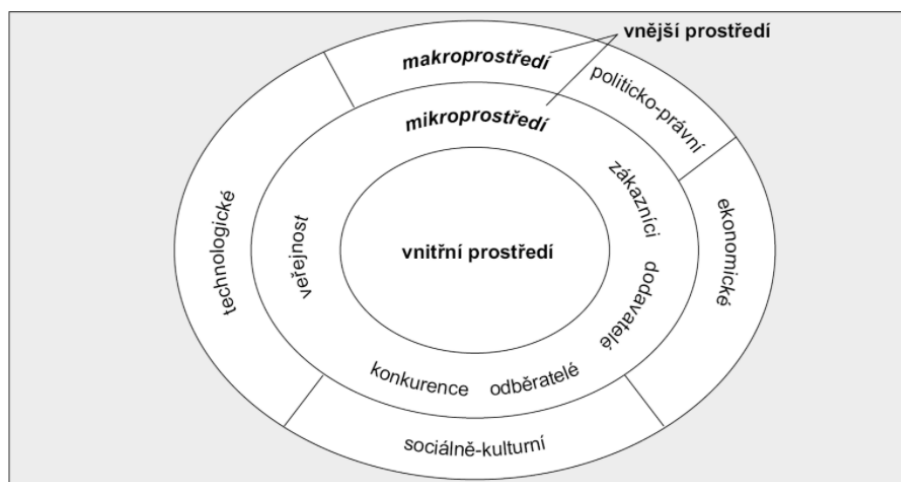 vnější prostředí
makroprostředí
politicko-právní
mikroprostředí
zákazníci
ekonomické
technologické
veřejnost
vnitřní prostředí
dodavatelé
konkurence
odběratelé
sociálně-kulturní